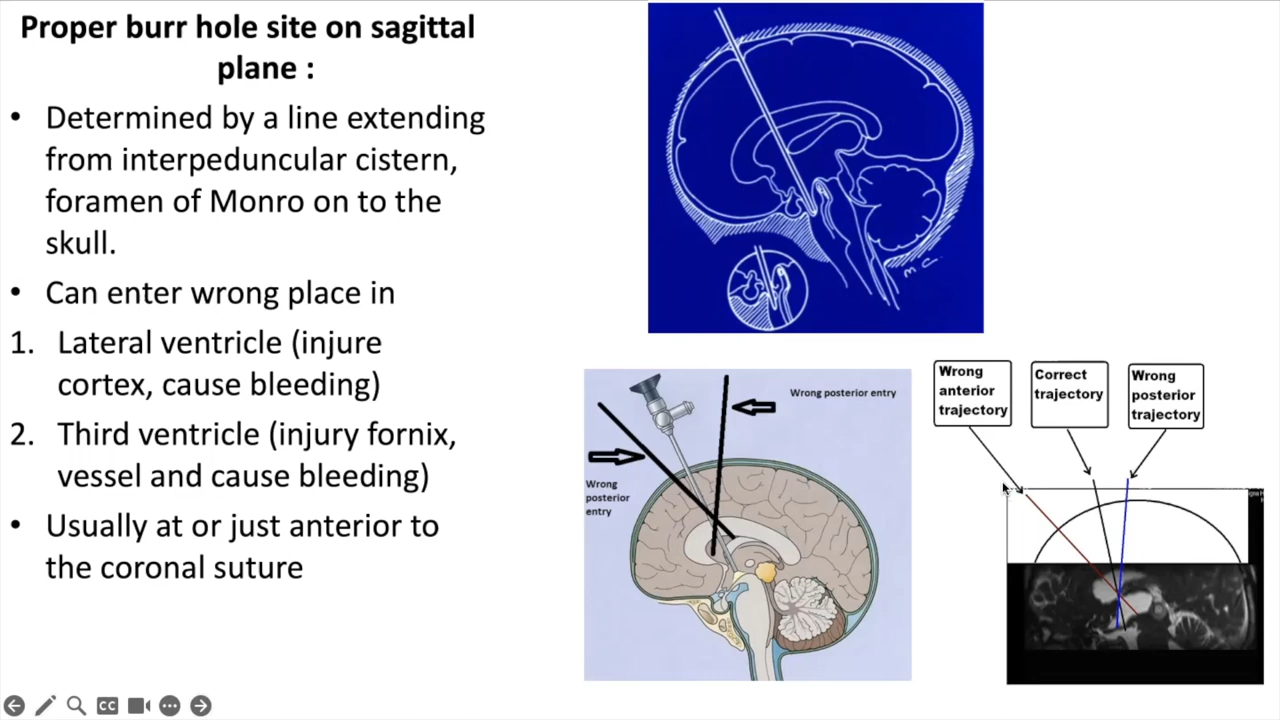 Proper burr hole site on sagittal
plane :
• Determined by a line extending
from interpeduncular cistern,
foramen of Monro on to the
skull.
• Can enter wrong place in
1. Lateral ventricle (injure
cortex, cause bleeding)
2. Third ventricle (injury fornix,
vessel and cause bleeding)
• Usually at or just anterior to
the coronal suture
M C
Wrong posterior entry
Wrong
posterior
entry
Wrong
anterior
trajectory
Correct
trajectory
Wrong
posterior
trajectory
CC